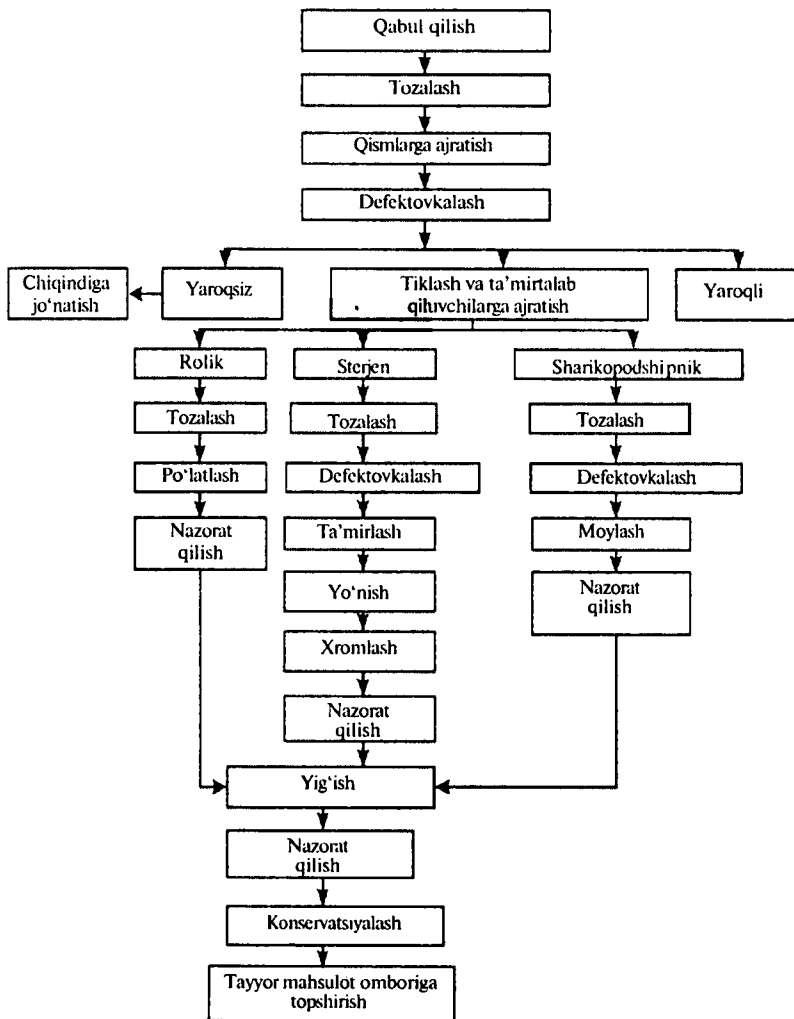 Qabul qilish
Tozalash
Qismlarga ajratish
Defektovkalash
Chiqindiga
jo‘natish
Yaroqsiz
Tiklash va ta’mirtalab
qiluvchilarga ajratish
Yaroqli
Rolik
Sterjen
Sharikopodshipnik
Tozalash
Tozalash
Tozalash
Po‘latlash
Defektovkalash
Defektovkalash
Nazorat
qilish
Ta’mirlash
Moylash
Yo‘nish
Nazorat
qilish
Xromlash
Nazorat
qilish
Yig‘ish
Nazorat
qilish
Konservatsiyalash
Tayyor mahsulot omboriga
topshirish